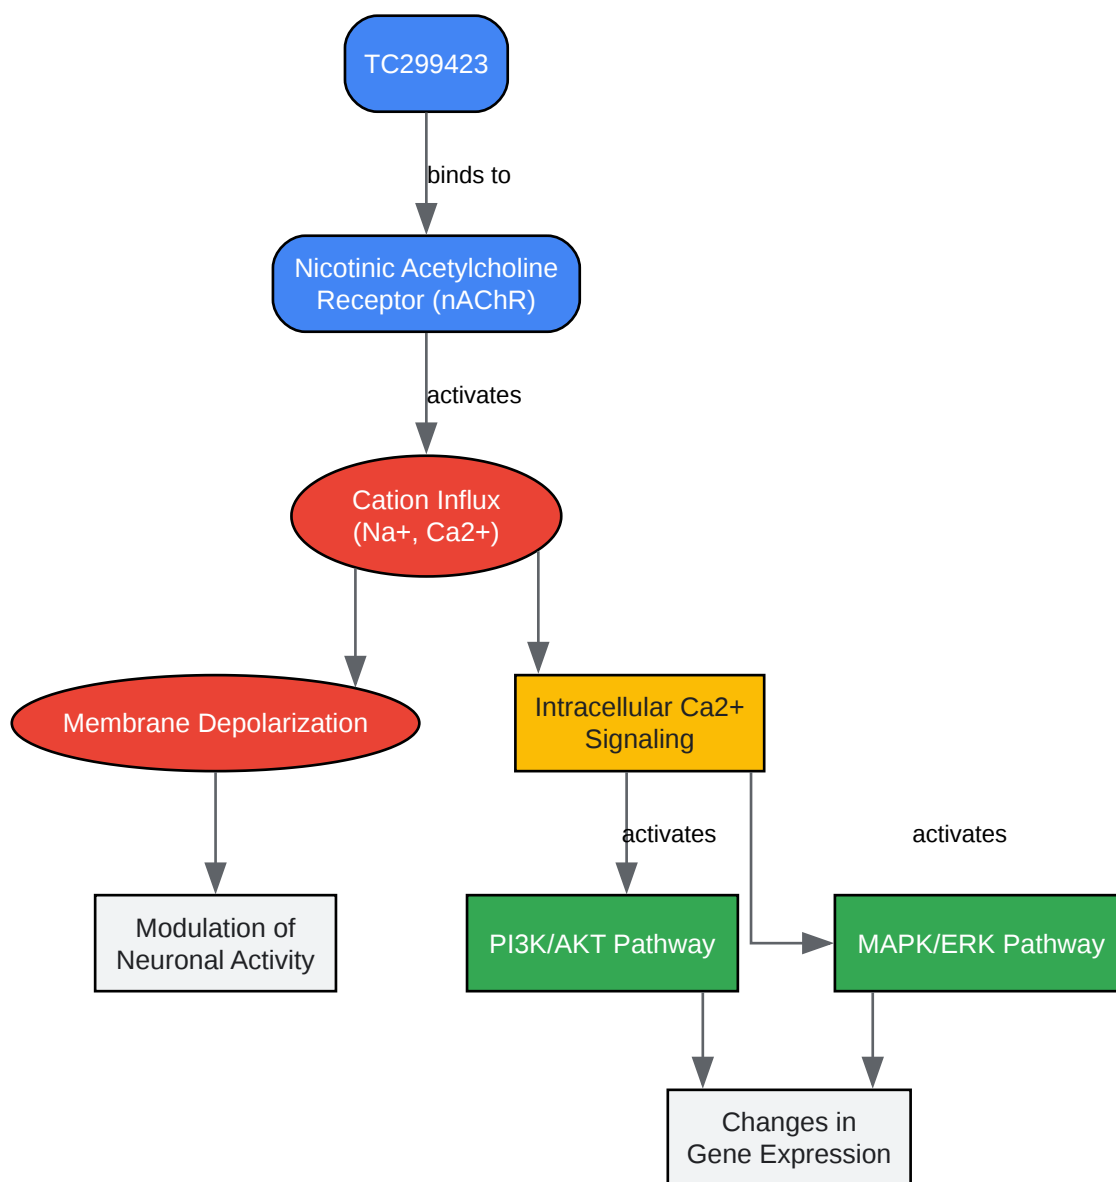 TC299423
binds to
Nicotinic Acetylcholine
Receptor (nAChR)
activates
Cation Influx
(Na+, Ca2+)
Membrane Depolarization
Intracellular Ca2+
Signaling
activates
activates
Modulation of
Neuronal Activity
PI3K/AKT Pathway
MAPK/ERK Pathway
Changes in
Gene Expression